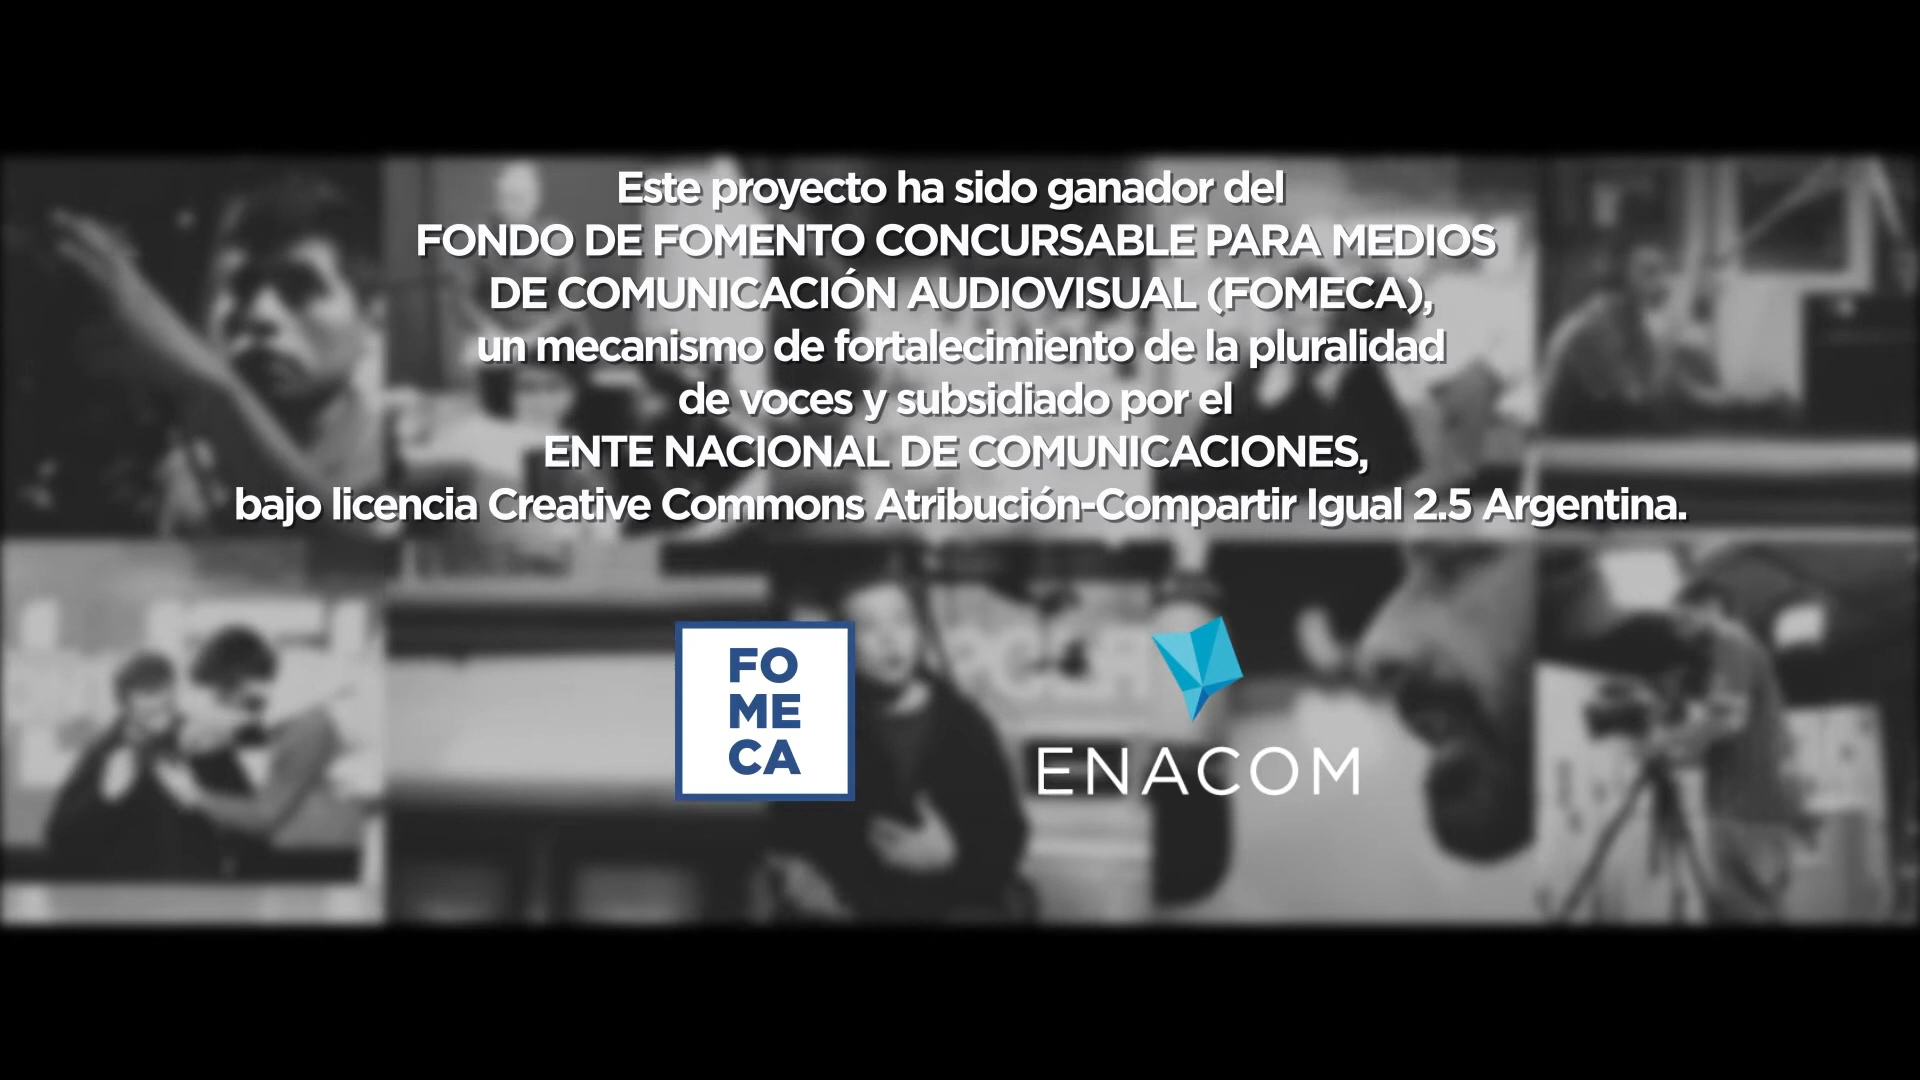 Este proyecto ha sido ganador del
FONDO DE FOMENTO CONCURSABLE PARA MEDIOS
DE COMUNICACIÓN AUDIOVISUAL (FOMECA),
un mecanismo de fortalecimiento de la pluralidad
de voces y subsidiado por el
ENTE NACIONAL DE COMUNICACIONES,
bajo licencia Creative Commons Atribución-Compartir Igual 2.5 Argentina.
FO
ME
CA
ENACOM